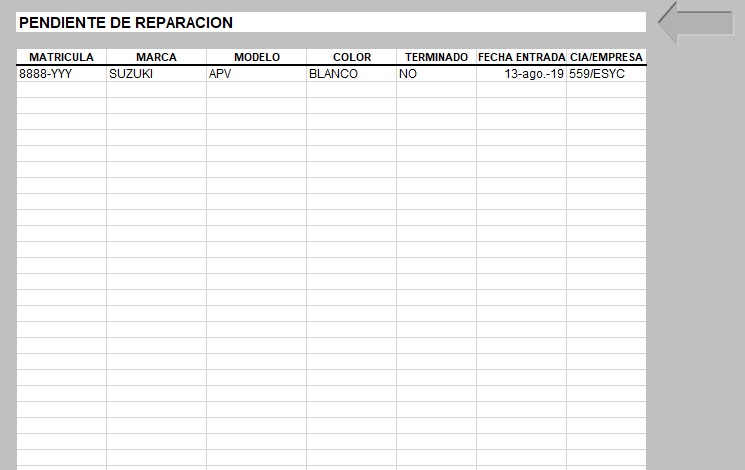 PENDIENTE DE REPARACION
MATRICULA MARCA MODELO COLOR TERMINADO FECHA ENTRADA CIA/EMPRESA
8888-YYY SUZUKI APV BLANCO NO 13-ago.-19 559/ESYC